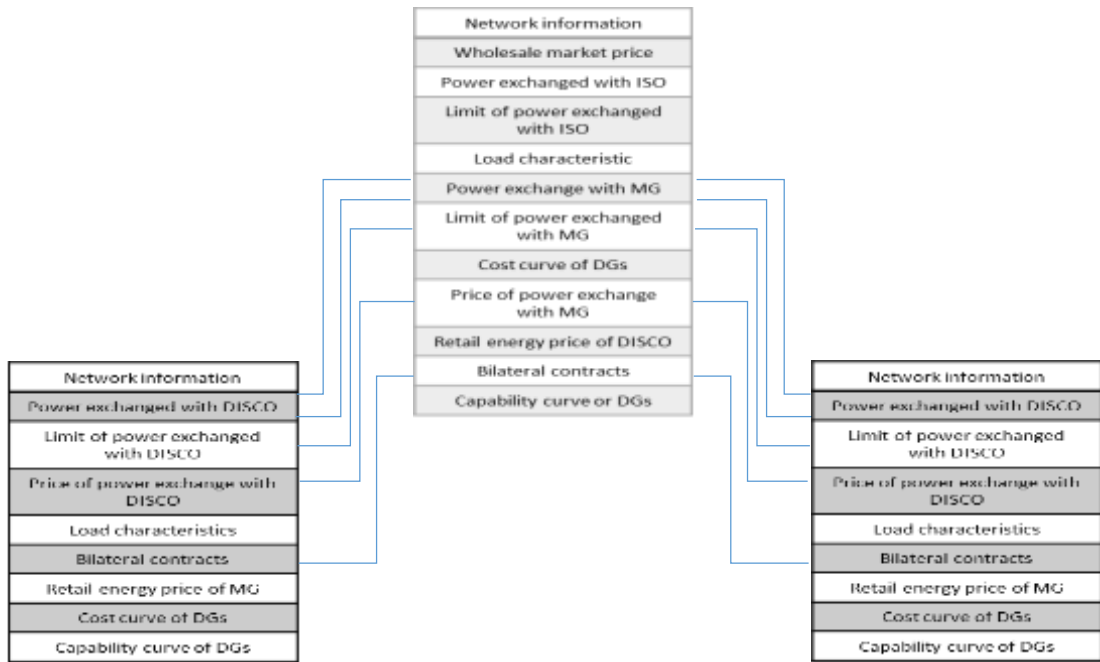 Network information
Wholesale market price
Power exchanged with ISO
Limit of power exchanged
with ISO
Load characteristic
Power exchange with MG
Limit of power exchanged
with MG
Cost curve of DGs
Price of power exchange
with MG
Retail energy price of DISCO
Bilateral contracts
Capability curve or DGs
Network information
Power exchanged with DISCO
Limit of power exchanged
with DISCO
Price of power exchange with
DISCO
Load characteristics
Bilateral contracts
Retail energy price of MG
Cost curve of DGs
Capability curve of DGs
Network information
Power exchanged with DISCO
Limit of power exchanged
with DISCO
Price of power exchange with
DISCO
Load characteristics
Bilateral contracts
Retail energy price of MG
Cost curve of DGs
Capability curve of DGs